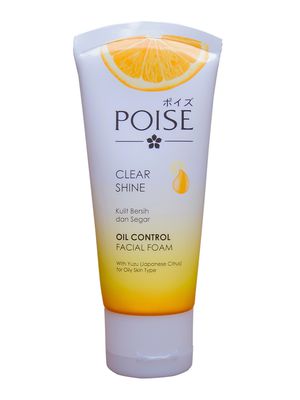 ポイズ
POISE
CLEAR
SHINE
Kulit Bersih
dan Segar
OIL CONTROL
FACIAL FOAM
With Yuzu (Japanese Citrus)
for Oily Skin Type